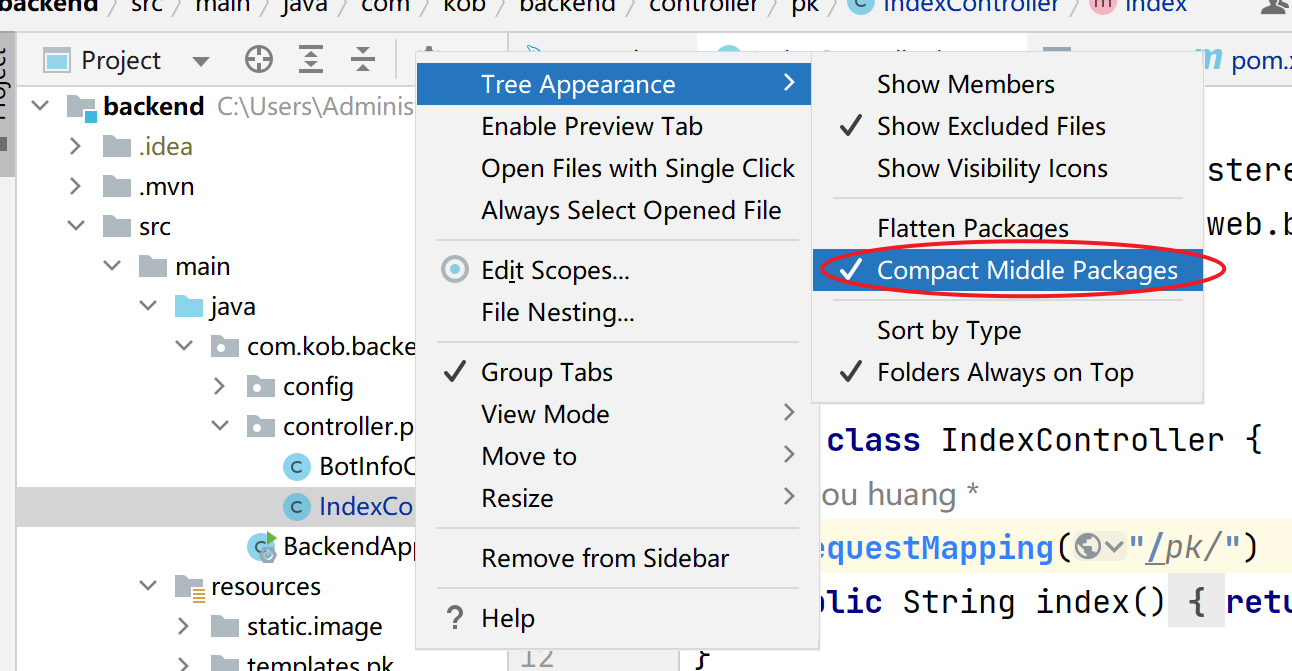 backend / src / main / java / com / kob / backend / controller / pk / IndexController / index
Project
Project
pom.x
backend C:\Users\Adminis
.idea
.mvn
src
main
java
com.kob.backe
config
controller.p
BotInfoC
IndexCo
BackendApp
resources
static.image
templates.pk
Tree Appearance
Enable Preview Tab
Open Files with Single Click
Always Select Opened File
Edit Scopes...
File Nesting...
Group Tabs
View Mode
Move to
Resize
Remove from Sidebar
? Help
Show Members
Show Excluded Files
Show Visibility Icons
Flatten Packages
Compact Middle Packages
Sort by Type
Folders Always on Top
stere
web.b
class IndexController {
ou huang *
equestMapping("/pk/")
blic String index() { retu
12 }